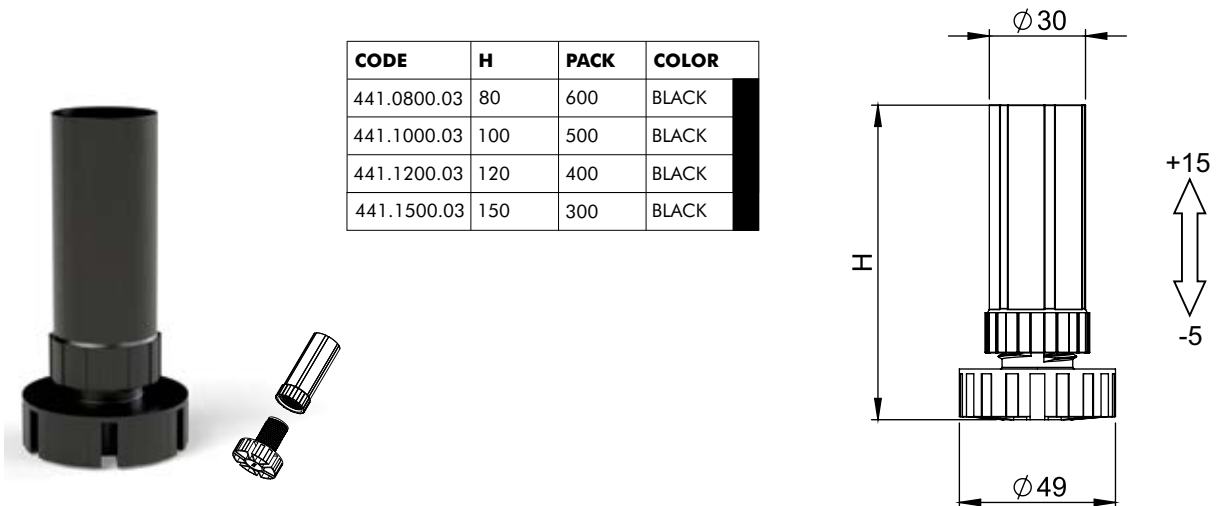 CODE H PACK COLOR
441.0800.03 80 600 BLACK
441.1000.03 100 500 BLACK
441.1200.03 120 400 BLACK
441.1500.03 150 300 BLACK
∅30
H
+15
-5
∅49